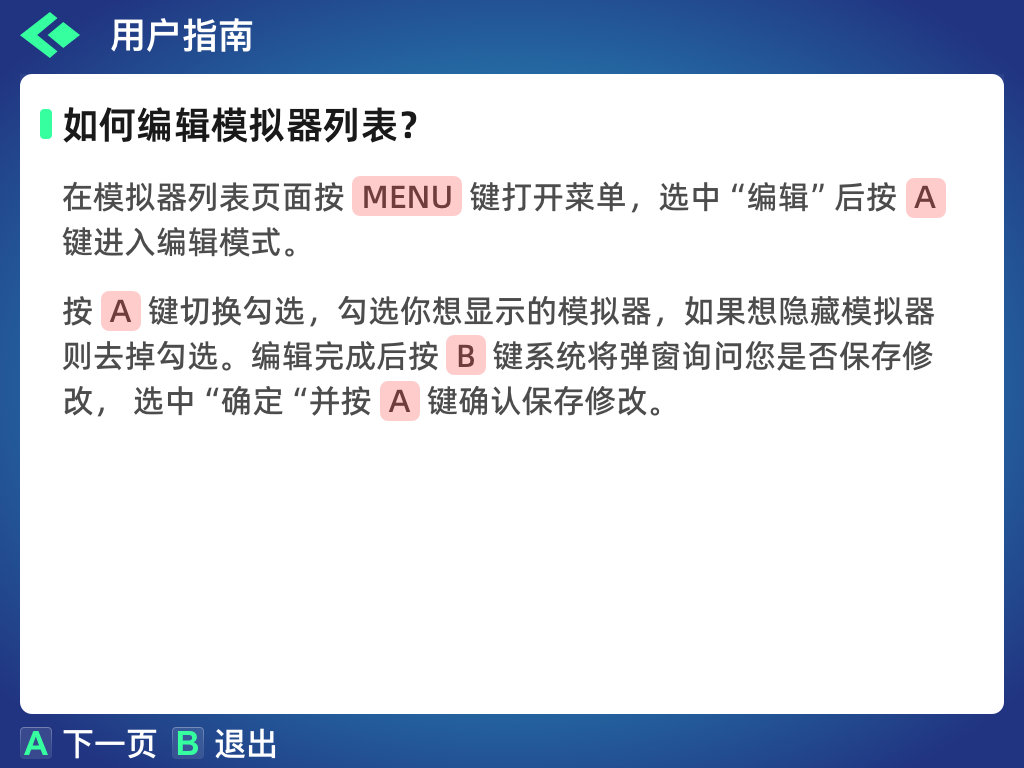 用户指南
如何编辑模拟器列表?
在模拟器列表页面按 MENU 键打开菜单，选中“编辑”后按 A
键进入编辑模式。
按 A 键切换勾选，勾选你想显示的模拟器，如果想隐藏模拟器
则去掉勾选。编辑完成后按 B 键系统将弹窗询问您是否保存修
改， 选中“确定“并按 A 键确认保存修改。
A 下一页 B 退出